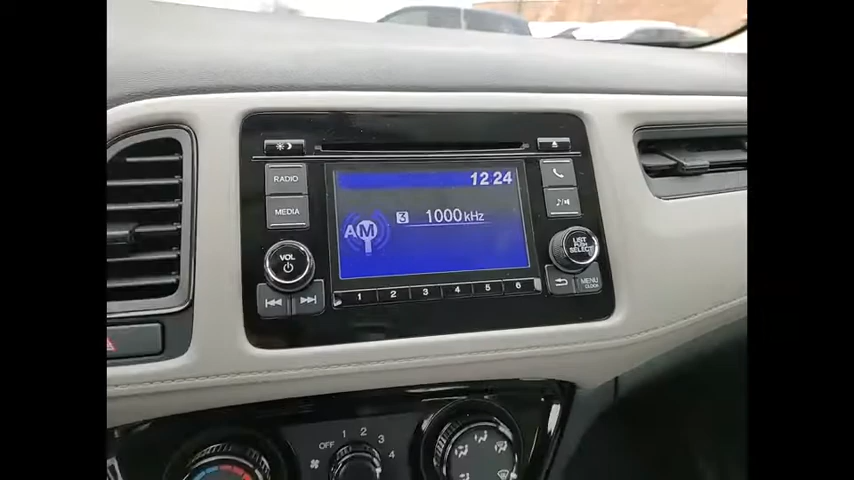 12:24
RADIO
MEDIA
AM
3 1000 kHz
VOL
LIST
PUSH
SELECT
1 2 3 4 5 6
MENU
CLOCK
OFF 1 2 3 4